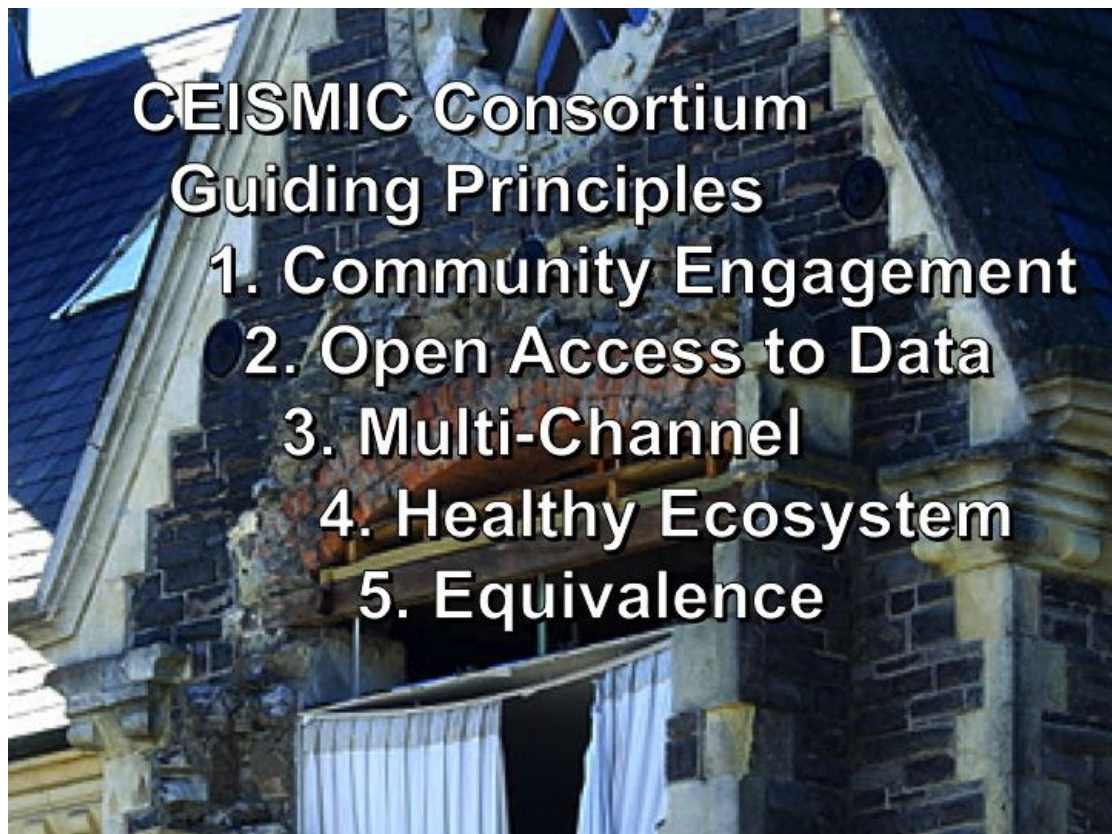 CEISMIC Consortium
Guiding Principles
1. Community Engagement
2. Open Access to Data
3. Multi-Channel
4. Healthy Ecosystem
5. Equivalence